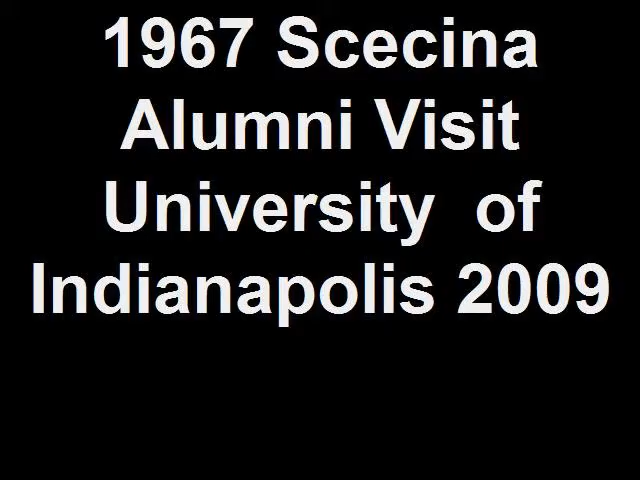 1967 Scecina
Alumni Visit
University  of
Indianapolis 2009